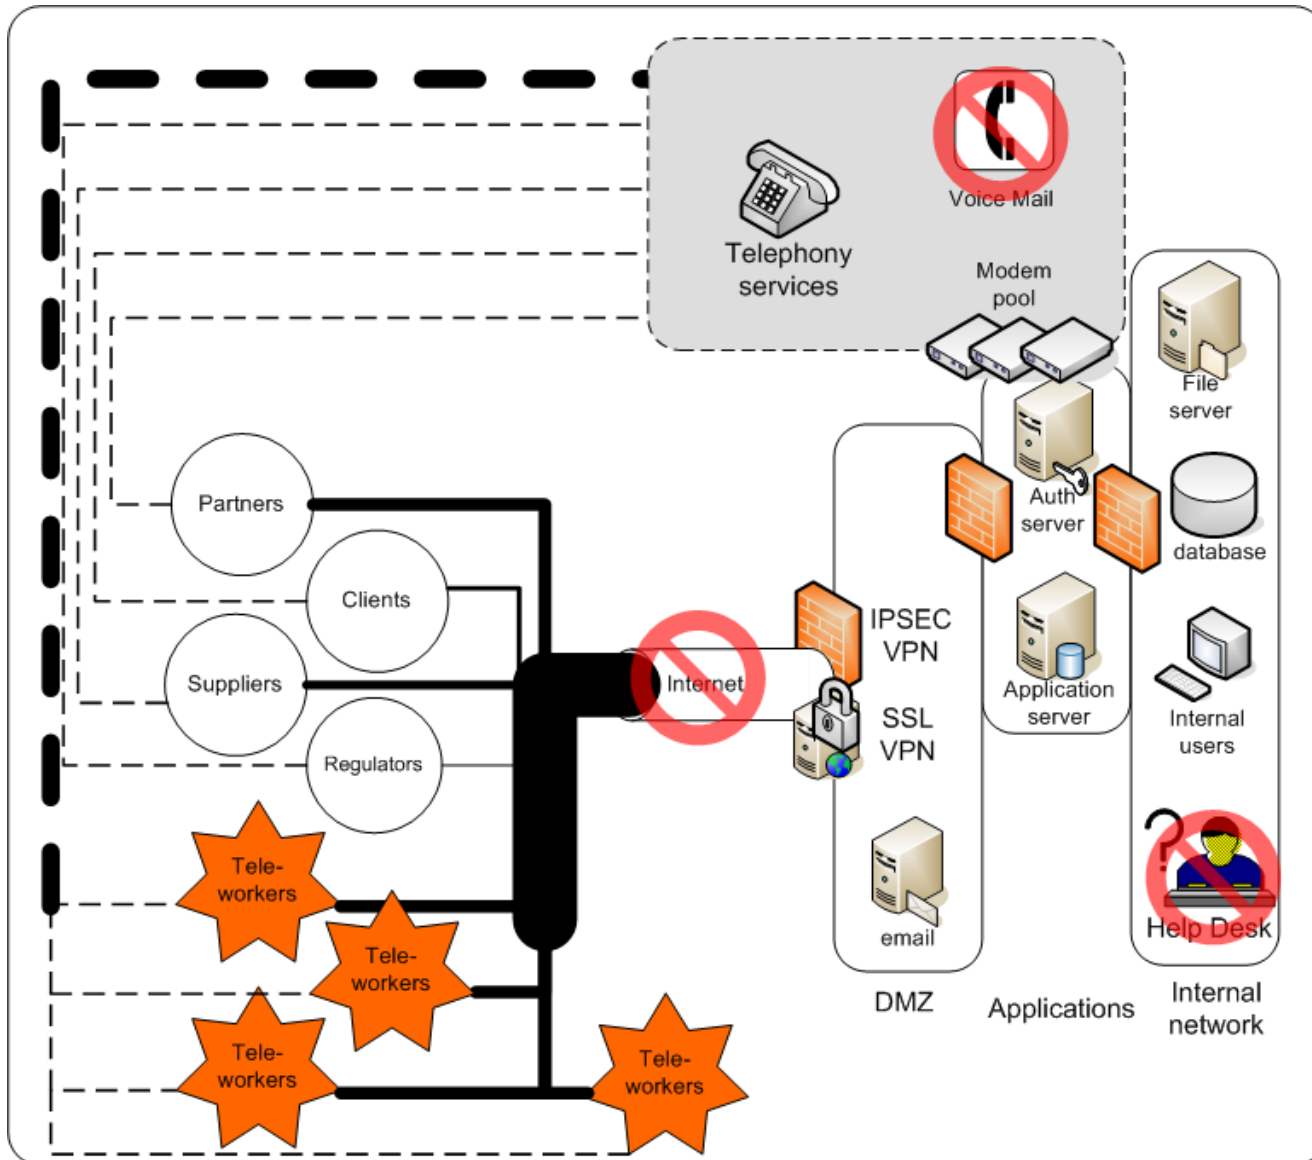 Voice Mail
Telephony
services
Modem
pool
File
server
Auth
server
database
Partners
Clients
IPSEC
VPN
Suppliers
Internet
Application
server
SSL
VPN
Internal
users
Regulators
Tele-
workers
Tele-
workers
email
?
Help Desk
DMZ
Applications
Internal
network
Tele-
workers
Tele-
workers